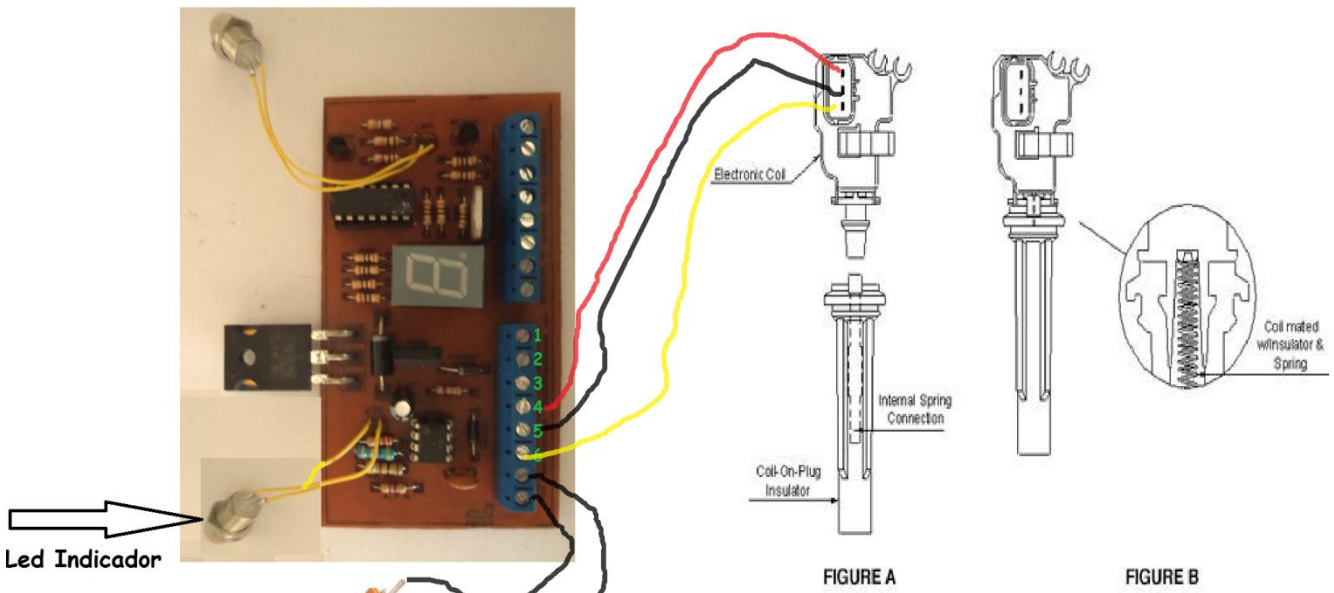 Electronic Coil
1
2
3
4
5
6
Coil mated
w/Insulator &
Spring
Internal Spring
Connection
Coil-On-Plug
Insulator
Led Indicador
FIGURE A
FIGURE B